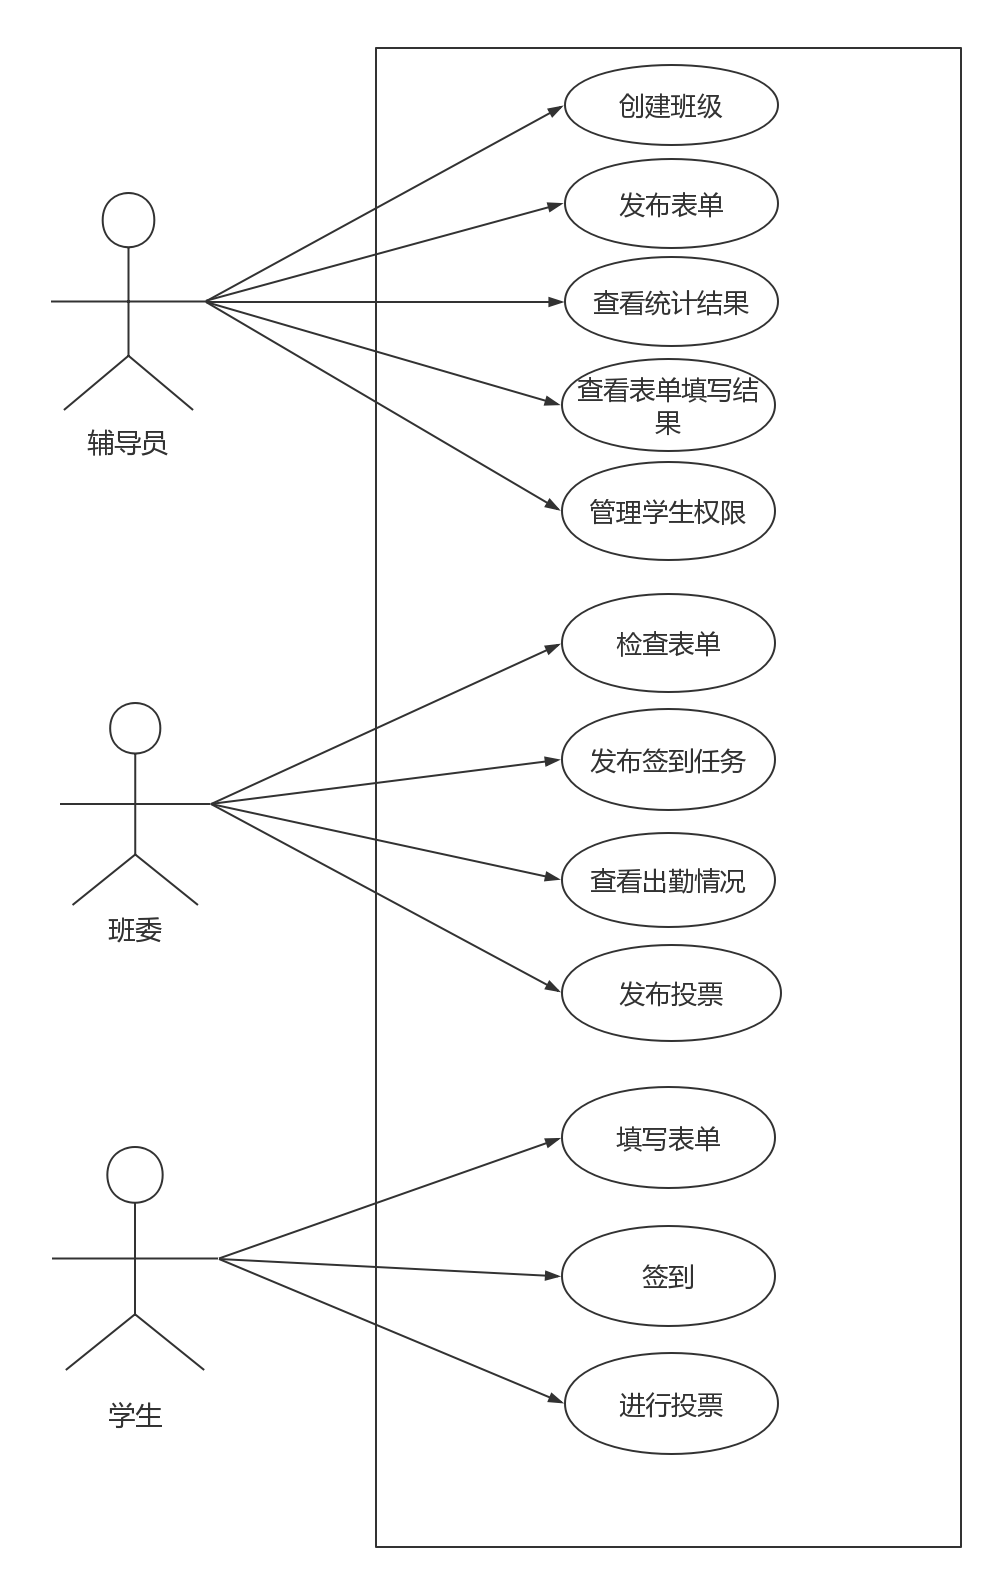 创建班级
发布表单
查看统计结果
查看表单填写结
果
辅导员
管理学生权限
检查表单
发布签到任务
查看出勤情况
班委
发布投票
填写表单
签到
进行投票
学生